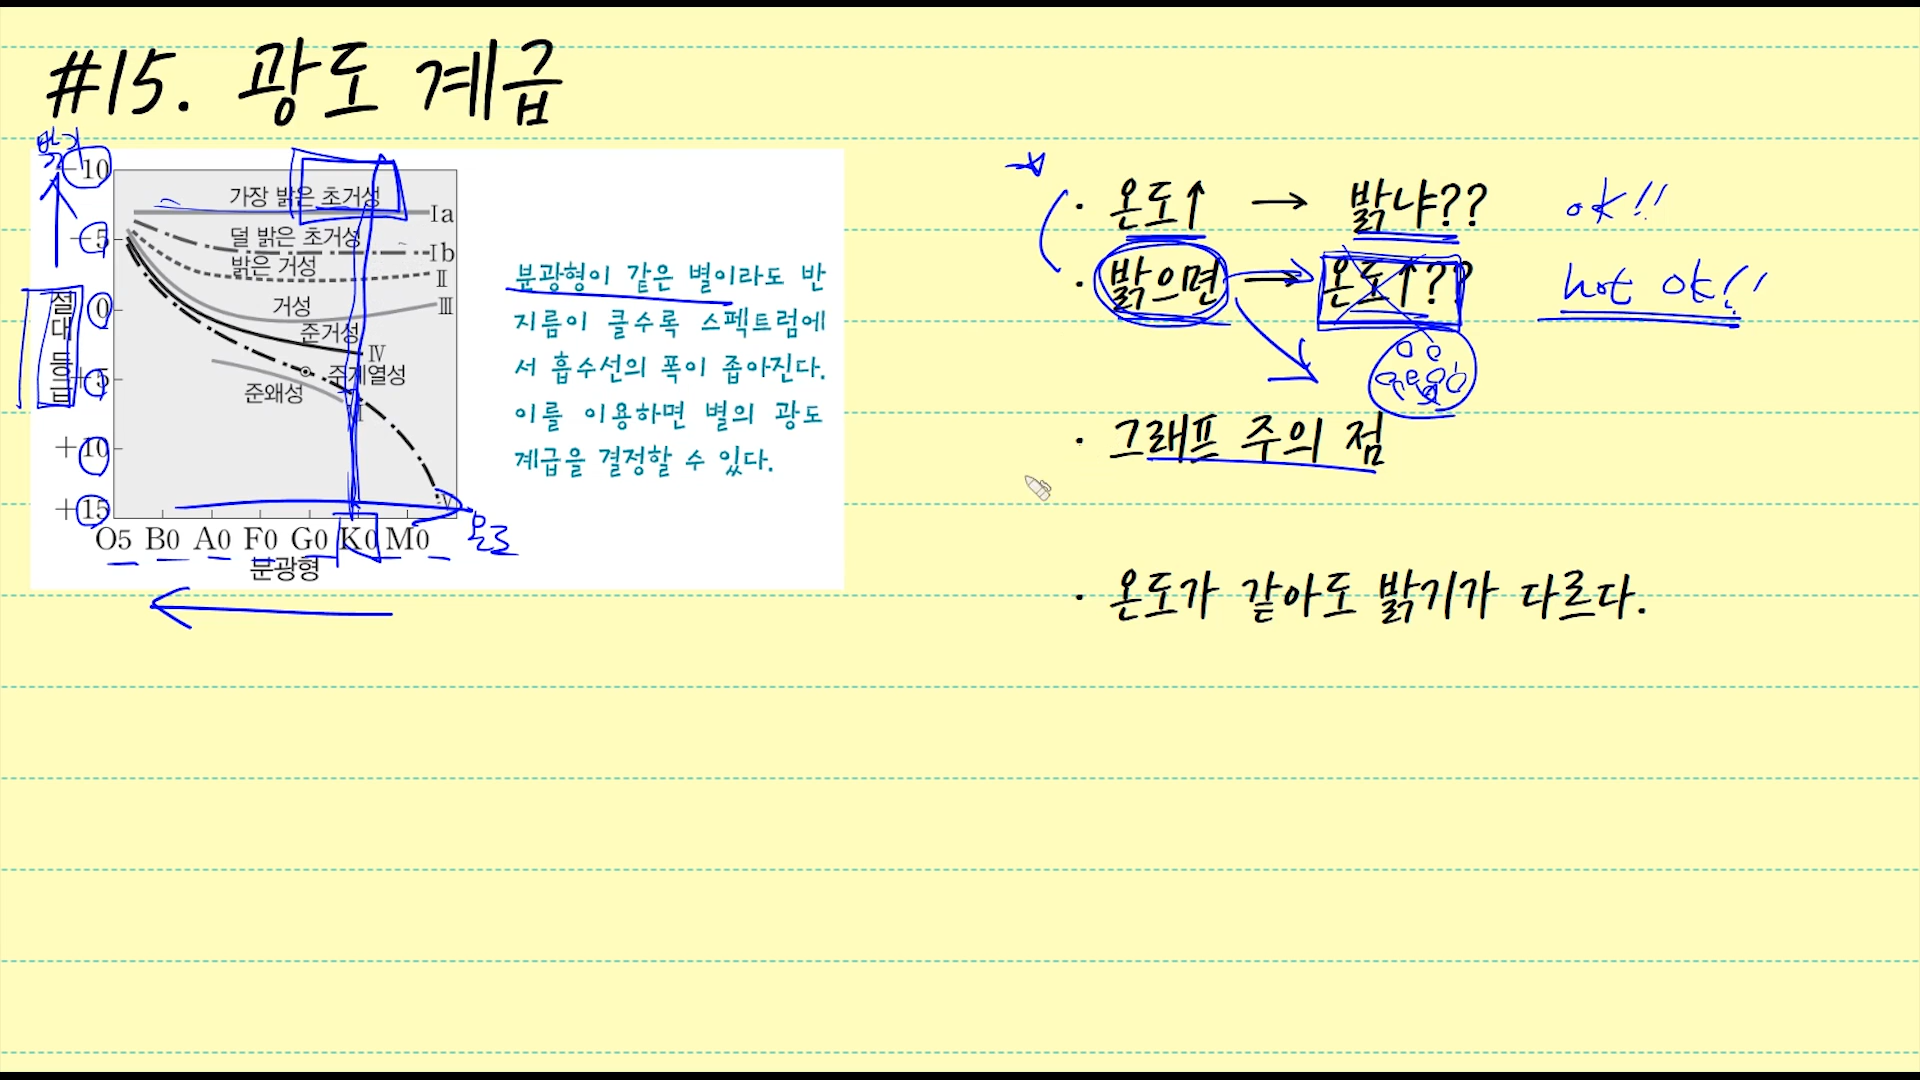 #15. 광도 계급
밝기
-10
-5
0
+5
+10
+15
절대 등급
가장 밝은 초거성
Ia
덜 밝은 초거성
Ib
밝은 거성
II
거성
III
준거성
IV
주계열성
준왜성
V
O5 B0 A0 F0 G0 K0 M0
분광형
분광형이 같은 별이라도 반
지름이 클수록 스펙트럼에
서 흡수선의 폭이 좁아진다.
이를 이용하면 별의 광도
계급을 결정할 수 있다.
· 온도↑ → 밝냐?? ok!!
· 밝으면 → 온도↑?? not ok!!
· 그래프 주의 점
· 온도가 같아도 밝기가 다르다.